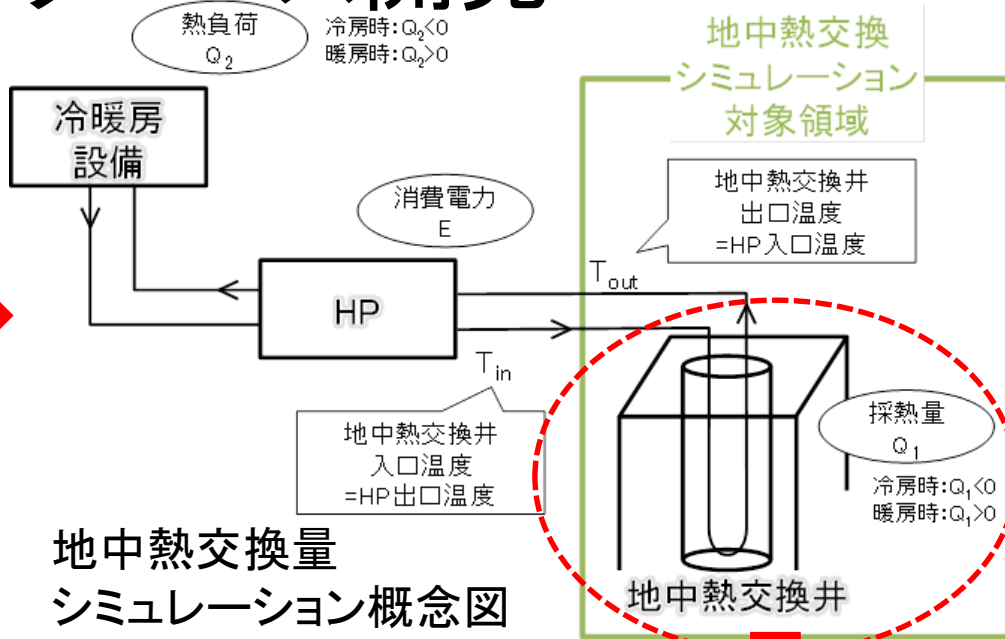 熱負荷
Q₂
冷房時:Q₂<0
暖房時:Q₂>0
地中熱交換
シミュレーション
対象領域
冷暖房
設備
消費電力
E
地中熱交換井
出口温度
=HP入口温度
HP
T_out
T_in
地中熱交換井
入口温度
=HP出口温度
採熱量
Q₁
冷房時:Q₁<0
暖房時:Q₁>0
地中熱交換井
地中熱交換量
シミュレーション概念図